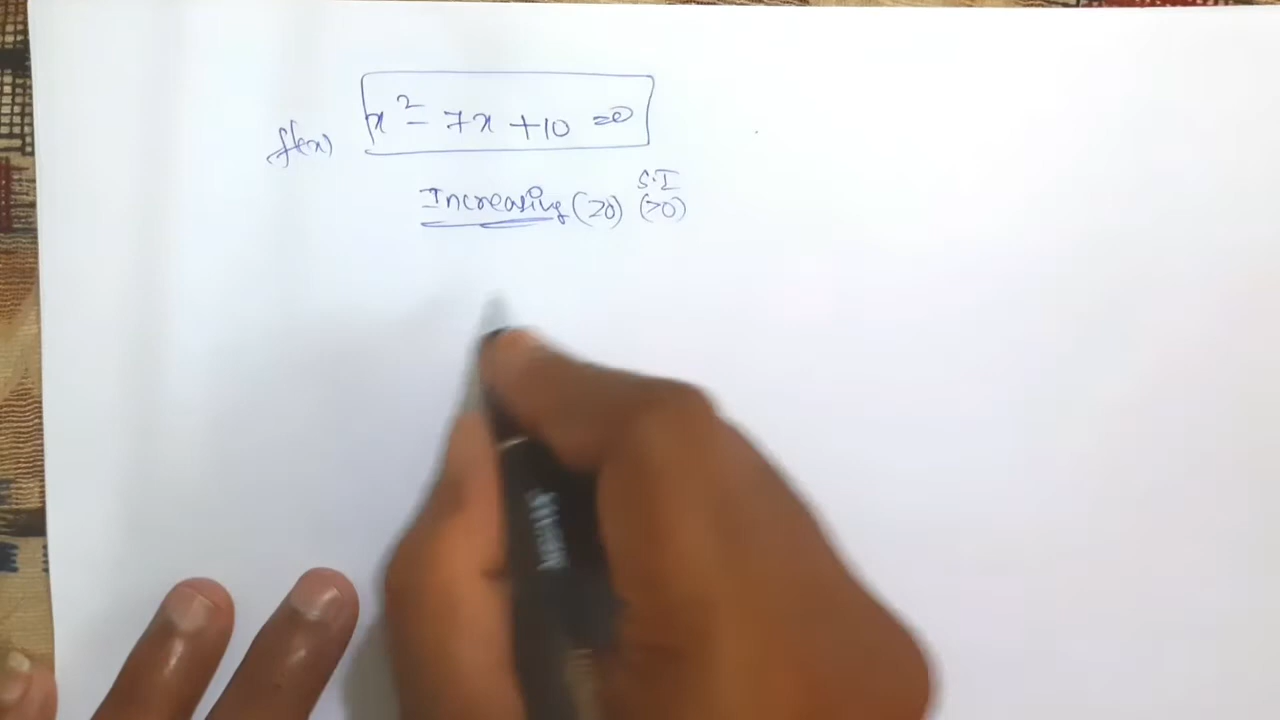 f'(x) x² - 7x + 10 = 0
S.I
Increasing (≥0) (>0)